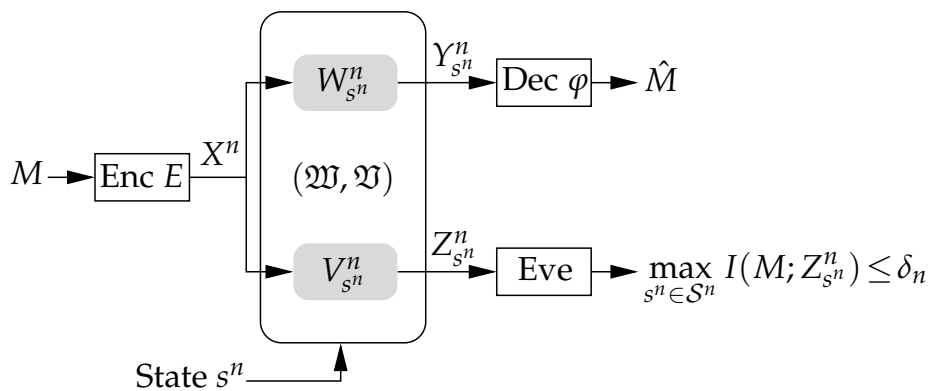 W^n_{s^n}
Y^n_{s^n}
Dec φ
M̂
X^n
M
Enc E
(𝔚, 𝔙)
V^n_{s^n}
Z^n_{s^n}
Eve
max_{s^n∈𝒮^n} I(M; Z^n_{s^n}) ≤ δ_n
State s^n